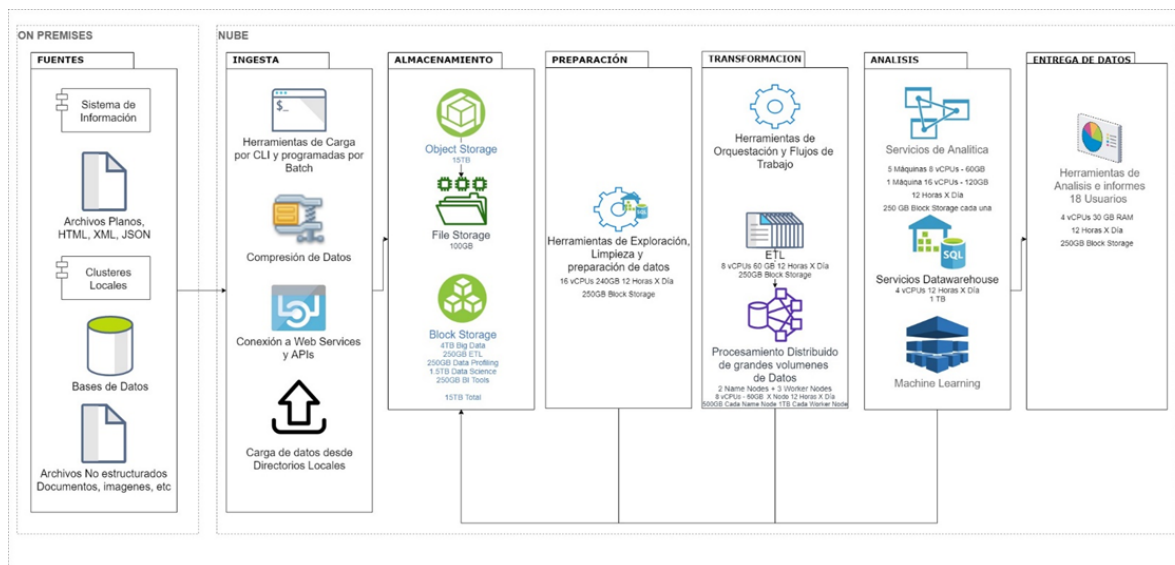 ON PREMISES
NUBE
FUENTES
Sistema de
Información
Archivos Planos,
HTML, XML, JSON
Clusteres
Locales
Bases de Datos
Archivos No estructurados
Documentos, imagenes, etc
INGESTA
$_
Herramientas de Carga
por CLI y programadas por
Batch
Compresión de Datos
Conexión a Web Services
y APIs
Carga de datos desde
Directorios Locales
ALMACENAMIENTO
Object Storage
15TB
File Storage
100GB
Block Storage
4TB Big Data
250GB ETL
250GB Data Profiling
1.5TB Data Science
250GB BI Tools
15TB Total
PREPARACIÓN
Herramientas de Exploración,
Limpieza y
preparación de datos
16 vCPUs 240GB 12 Horas X Día
250GB Block Storage
TRANSFORMACION
Herramientas de
Orquestación y Flujos de
Trabajo
ETL
8 vCPUs 60 GB 12 Horas X Día
250GB Block Storage
Procesamiento Distribuido
de grandes volumenes
de Datos
2 Name Nodes + 3 Worker Nodes
8 vCPUs - 60GB X Node 12 Horas X Día
500GB Cada Name Node 1TB Cada Worker Node
ANALISIS
Servicios de Analitica
5 Máquinas 8 vCPUs - 60GB
1 Máquina 16 vCPUs - 120GB
12 Horas X Día
250 GB Block Storage cada una
SQL
Servicios Datawarehouse
4 vCPUs 12 Horas X Día
1 TB
Machine Learning
ENTREGA DE DATOS
Herramientas de
Analisis e informes
18 Usuarios
4 vCPUs 30 GB RAM
12 Horas X Día
250GB Block Storage